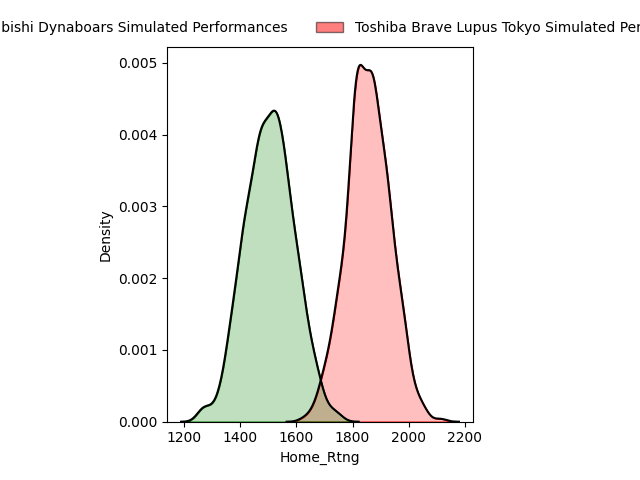 bishi Dynaboars Simulated Performances Toshiba Brave Lupus Tokyo Simulated Per
0.005
0.004
0.003
0.002
0.001
0.000
Density
1200 1400 1600 1800 2000 2200
Home_Rtng